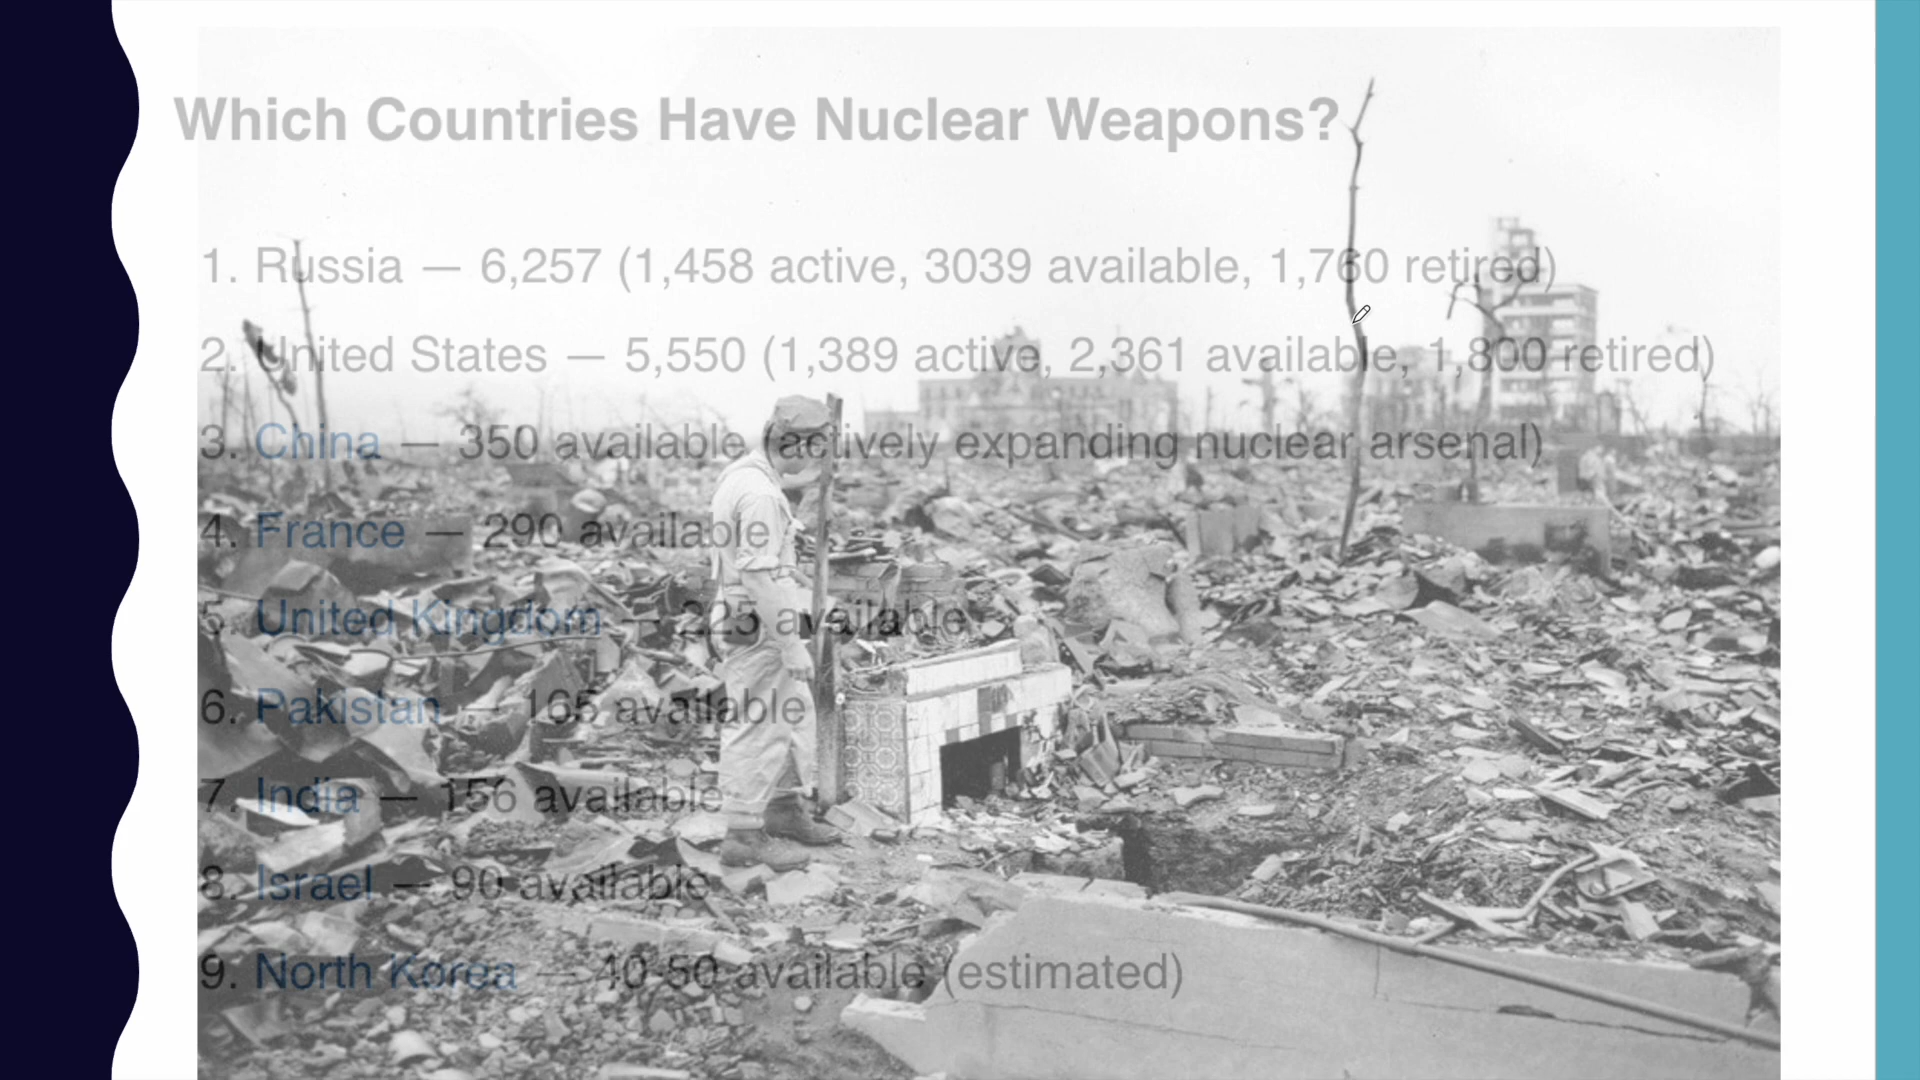 Which Countries Have Nuclear Weapons?
1. Russia — 6,257 (1,458 active, 3039 available, 1,760 retired)
2. United States — 5,550 (1,389 active, 2,361 available, 1,800 retired)
3. China — 350 available (actively expanding nuclear arsenal)
4. France — 290 available
5. United Kingdom — 225 available
6. Pakistan — 165 available
7. India — 156 available
8. Israel — 90 available
9. North Korea — 40-50 available (estimated)